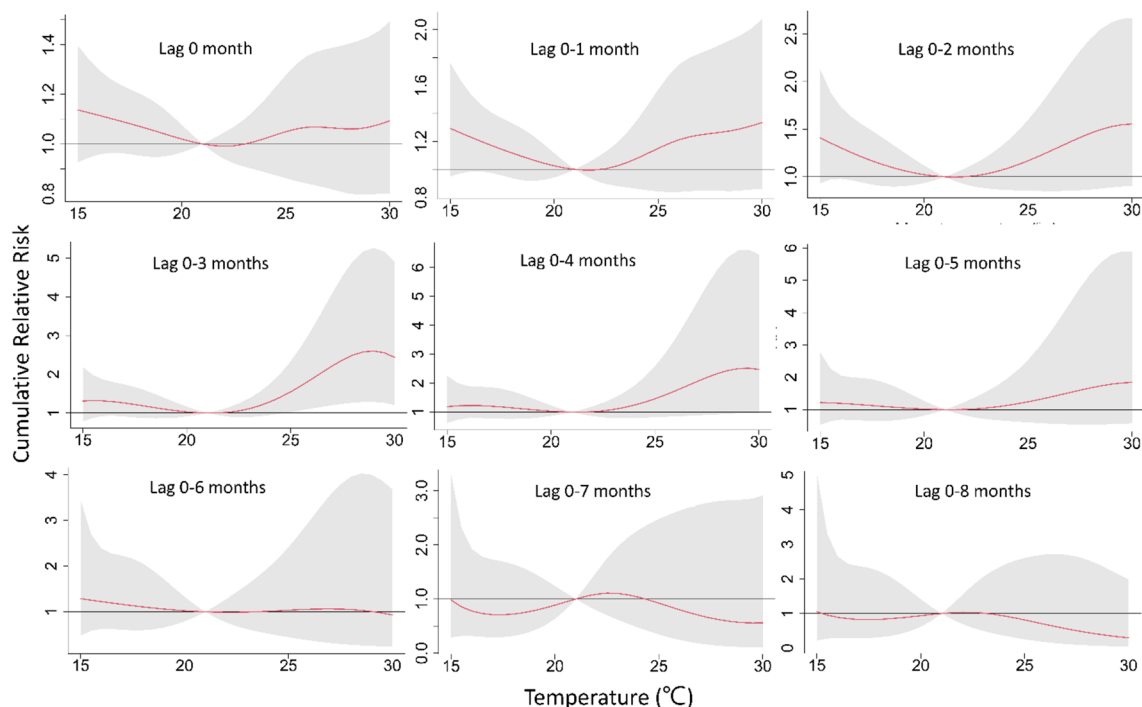 Cumulative Relative Risk
Lag 0 month
0.8 1.0 1.2 1.4
15 20 25 30
Lag 0-1 month
0.8 1.2 1.6 2.0
15 20 25 30
Lag 0-2 months
1.0 1.5 2.0 2.5
15 20 25 30
Lag 0-3 months
1 2 3 4 5
15 20 25 30
Lag 0-4 months
1 2 3 4 5 6
15 20 25 30
Lag 0-5 months
1 2 3 4 5 6
15 20 25 30
Lag 0-6 months
1 2 3 4
15 20 25 30
Lag 0-7 months
0.0 1.0 2.0 3.0
15 20 25 30
Lag 0-8 months
0 1 2 3 4 5
15 20 25 30
Temperature (℃)